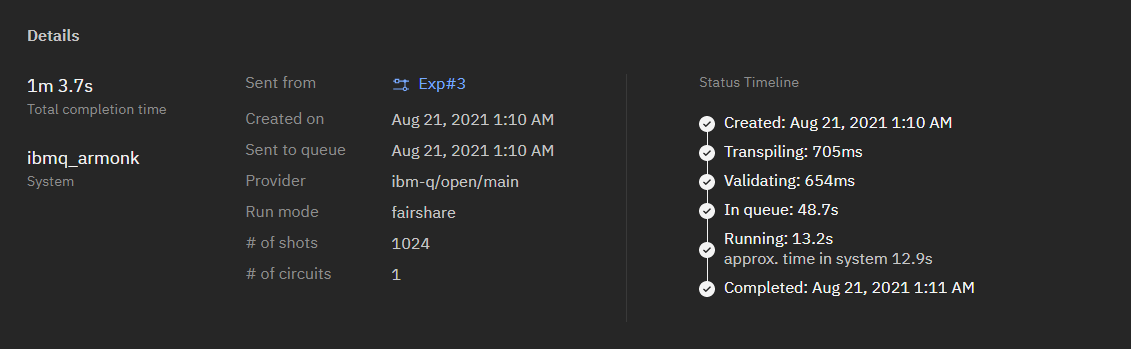 Details
1m 3.7s
Total completion time
ibmq_armonk
System
Sent from Exp#3
Created on Aug 21, 2021 1:10 AM
Sent to queue Aug 21, 2021 1:10 AM
Provider ibm-q/open/main
Run mode fairshare
# of shots 1024
# of circuits 1
Status Timeline
Created: Aug 21, 2021 1:10 AM
Transpiling: 705ms
Validating: 654ms
In queue: 48.7s
Running: 13.2s
approx. time in system 12.9s
Completed: Aug 21, 2021 1:11 AM